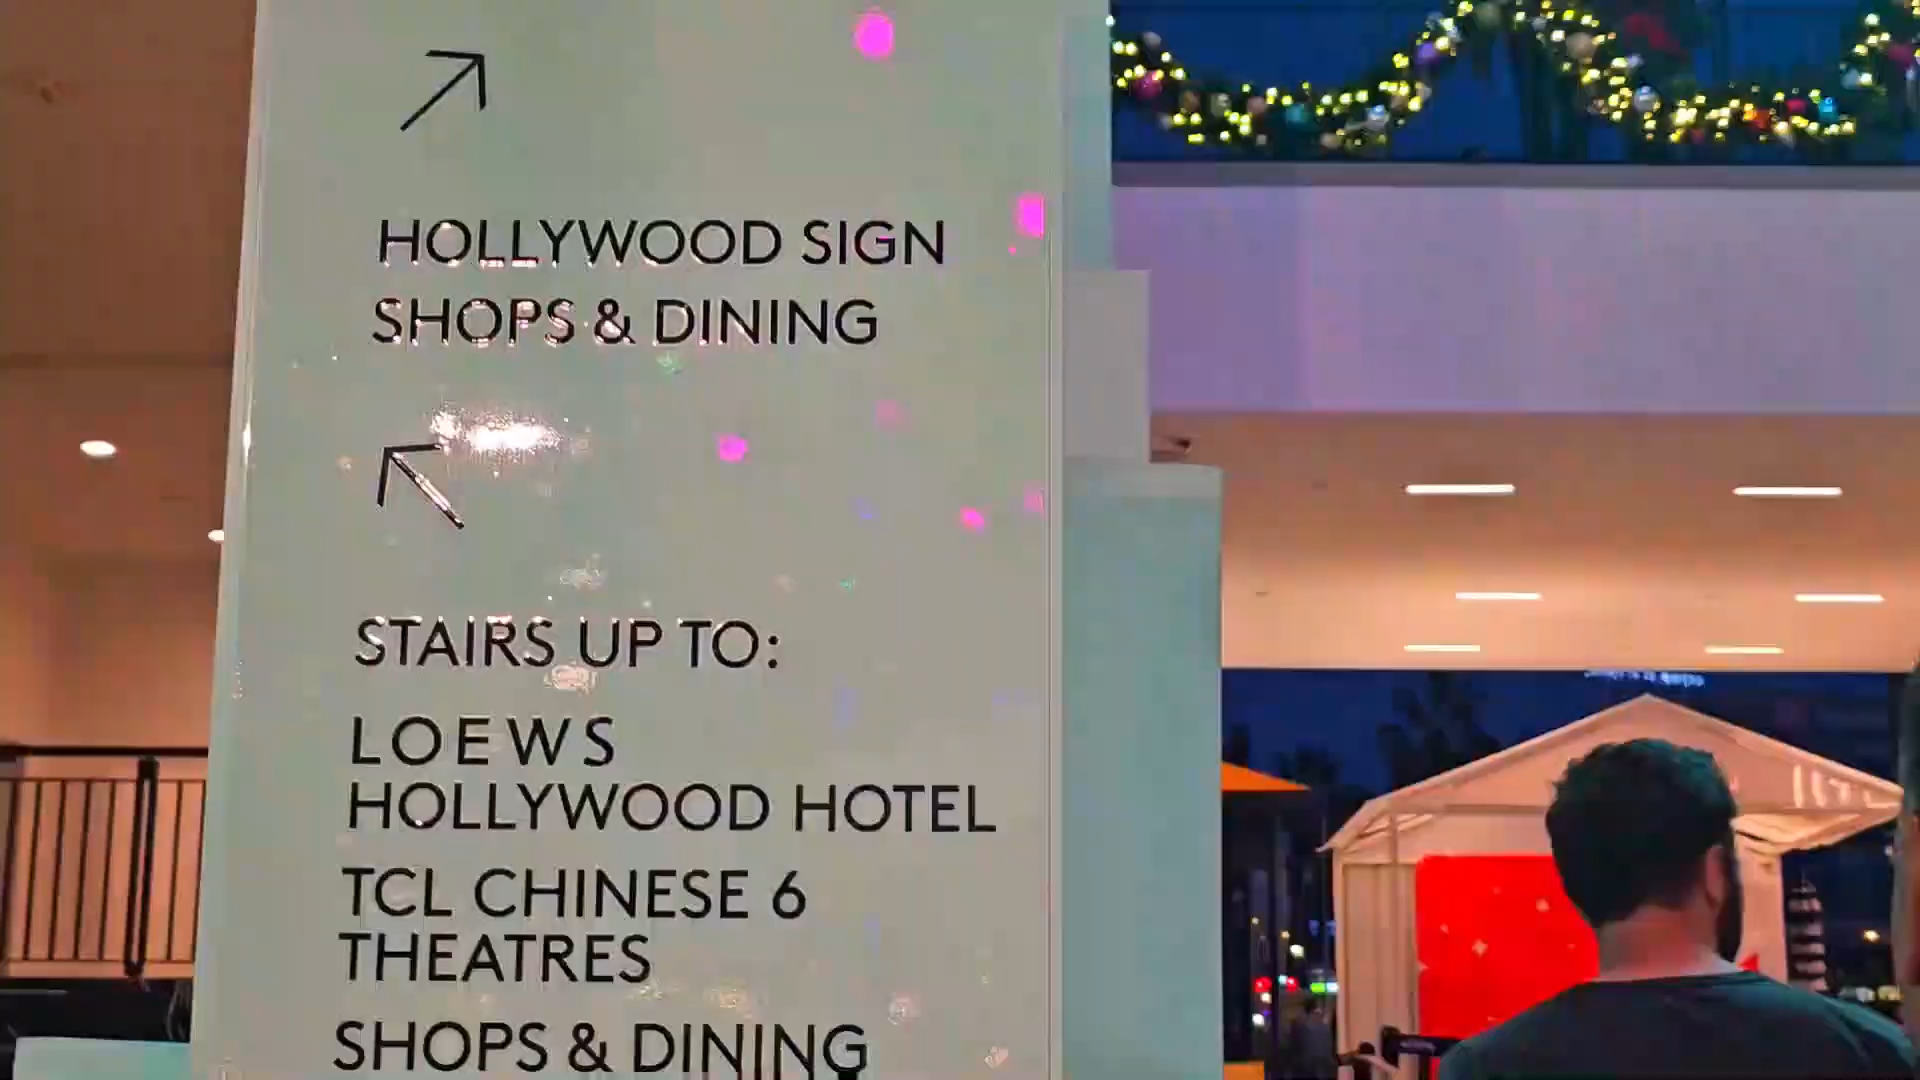 HOLLYWOOD SIGN
SHOPS & DINING
STAIRS UP TO:
LOEWS
HOLLYWOOD HOTEL
TCL CHINESE 6
THEATRES
SHOPS & DINING